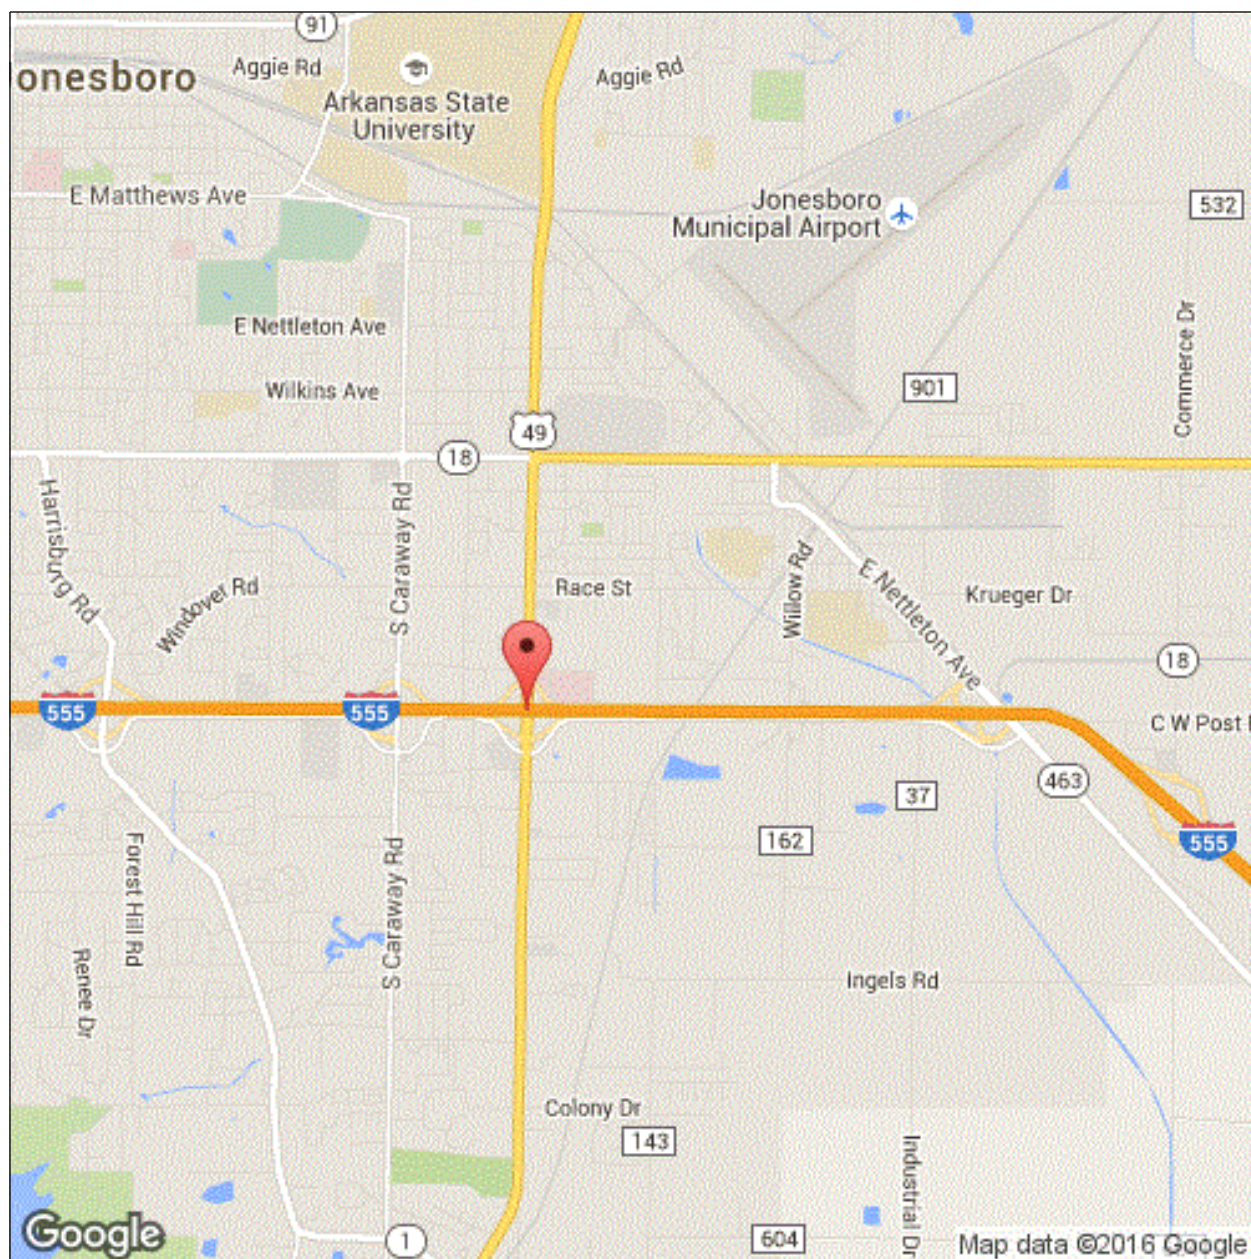 91
Aggie Rd
Aggie Rd
Jonesboro
Arkansas State
University
E Matthews Ave
Jonesboro
Municipal Airport
532
E Nettleton Ave
Commerce Dr
Wilkins Ave
901
49
18
Harrisburg Rd
S Caraway Rd
Windover Rd
Race St
Willow Rd
E Nettleton Ave
Krueger Dr
18
555
555
C W Post
463
37
162
555
Forest Hill Rd
S Caraway Rd
Renee Dr
Ingels Rd
Colony Dr
143
Industrial Dr
Google
1
604
Map data ©2016 Google